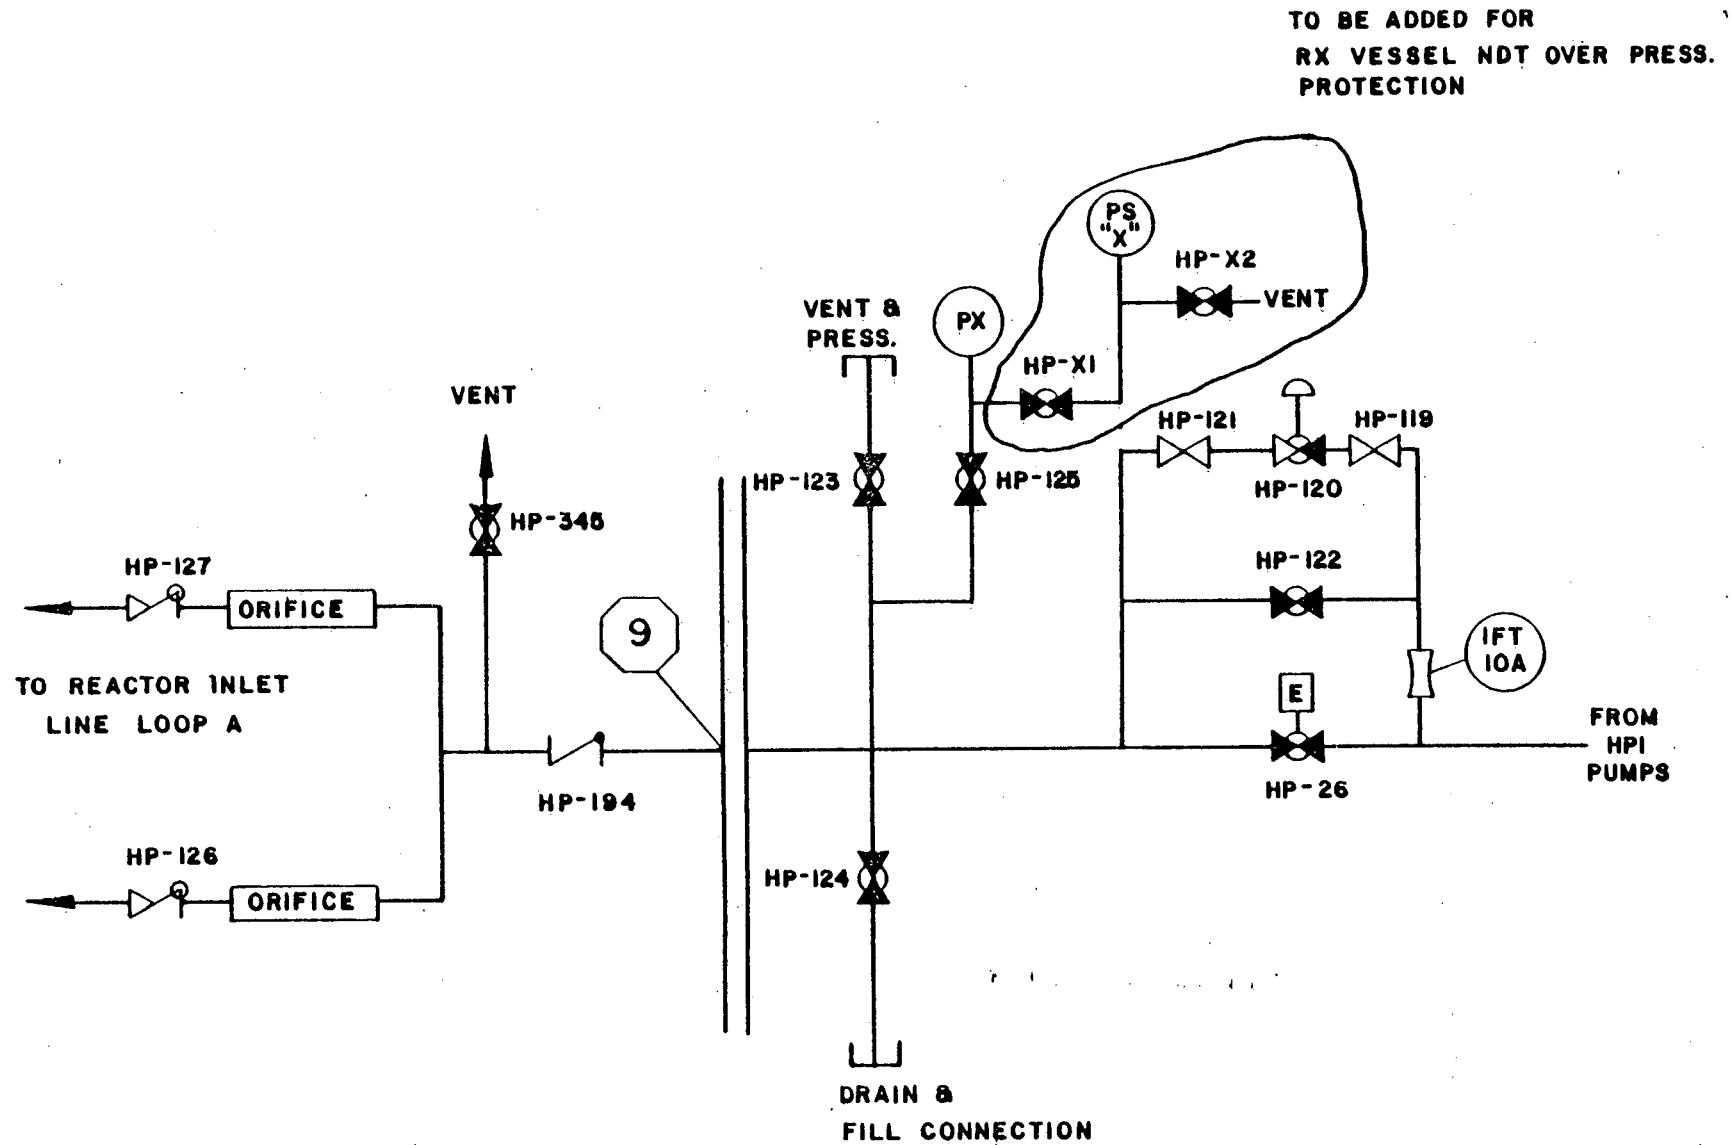 TO BE ADDED FOR
RX VESSEL NDT OVER PRESS.
PROTECTION
PS
"X"
HP-X2
VENT
VENT &
PRESS.
PX
HP-X1
VENT
HP-121
HP-119
HP-123
HP-125
HP-120
HP-345
HP-127
HP-122
ORIFICE
9
1FT
10A
TO REACTOR INLET
LINE LOOP A
E
FROM
HPI
PUMPS
HP-194
HP-26
HP-126
HP-124
ORIFICE
DRAIN &
FILL CONNECTION